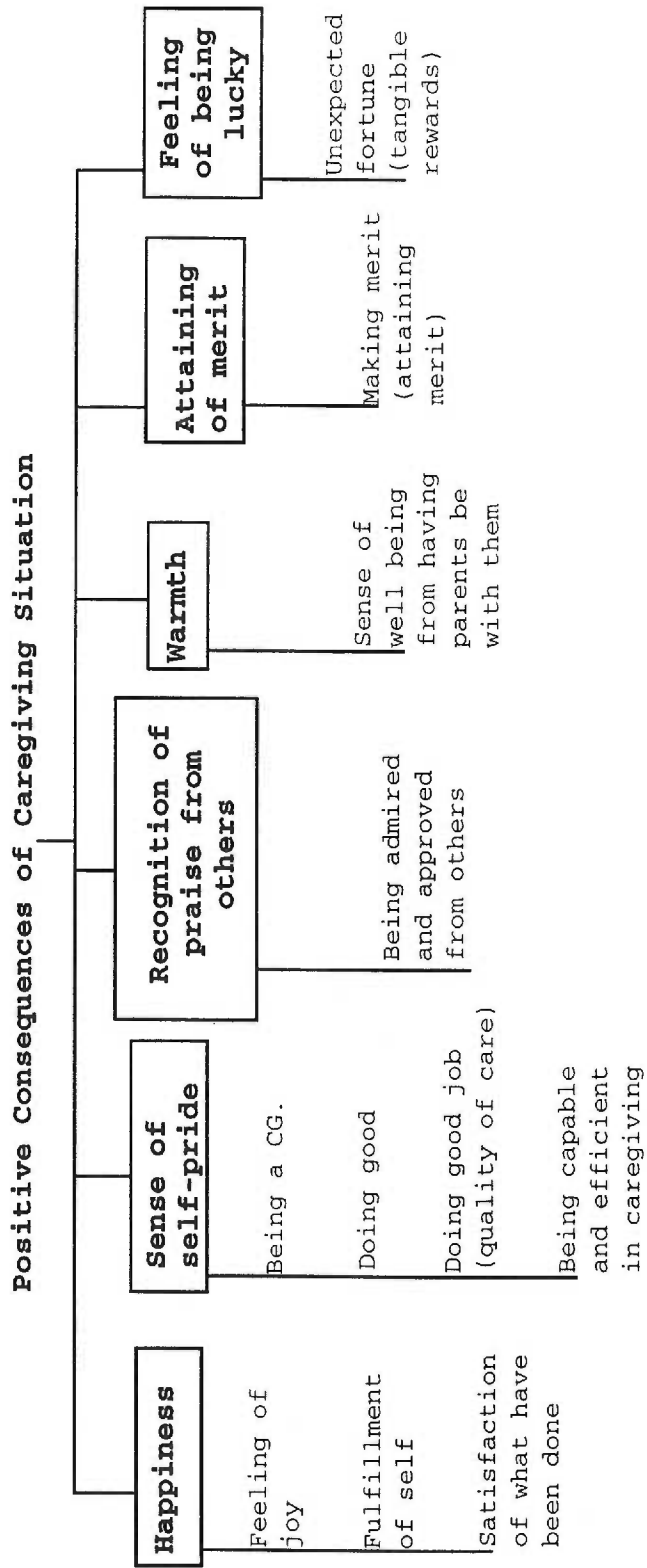 Positive Consequences of Caregiving Situation
Happiness
Feeling of
joy
Fulfillment
of self
Satisfaction
of what have
been done
Sense of
self-pride
Being a CG.
Doing good
Doing good job
(quality of care)
Being capable
and efficient
in caregiving
Recognition of
praise from
others
Being admired
and approved
from others
Warmth
Sense of
well being
from having
parents be
with them
Attaining
of merit
Making merit
(attaining
merit)
Feeling
of being
lucky
Unexpected
fortune
(tangible
rewards)